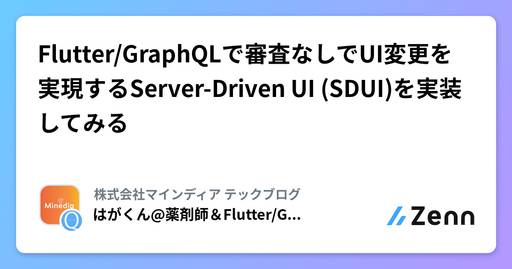 Flutter/GraphQLで審査なしでUI変更を
実現するServer-Driven UI (SDUI)を実装
してみる
株式会社マインディア テックブログ
Minedia
はがくん@薬剤師＆Flutter/G...
Zenn